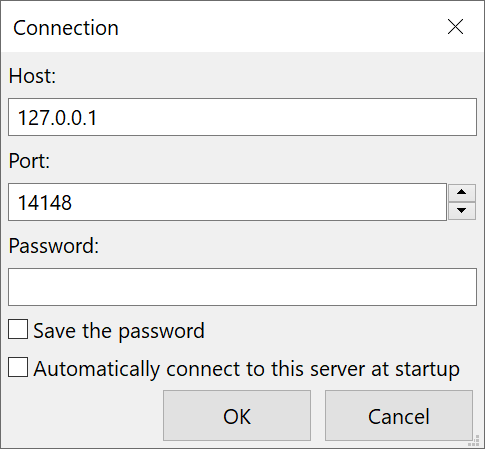 Connection
Host:
127.0.0.1
Port:
14148
Password:
Save the password
Automatically connect to this server at startup
OK Cancel